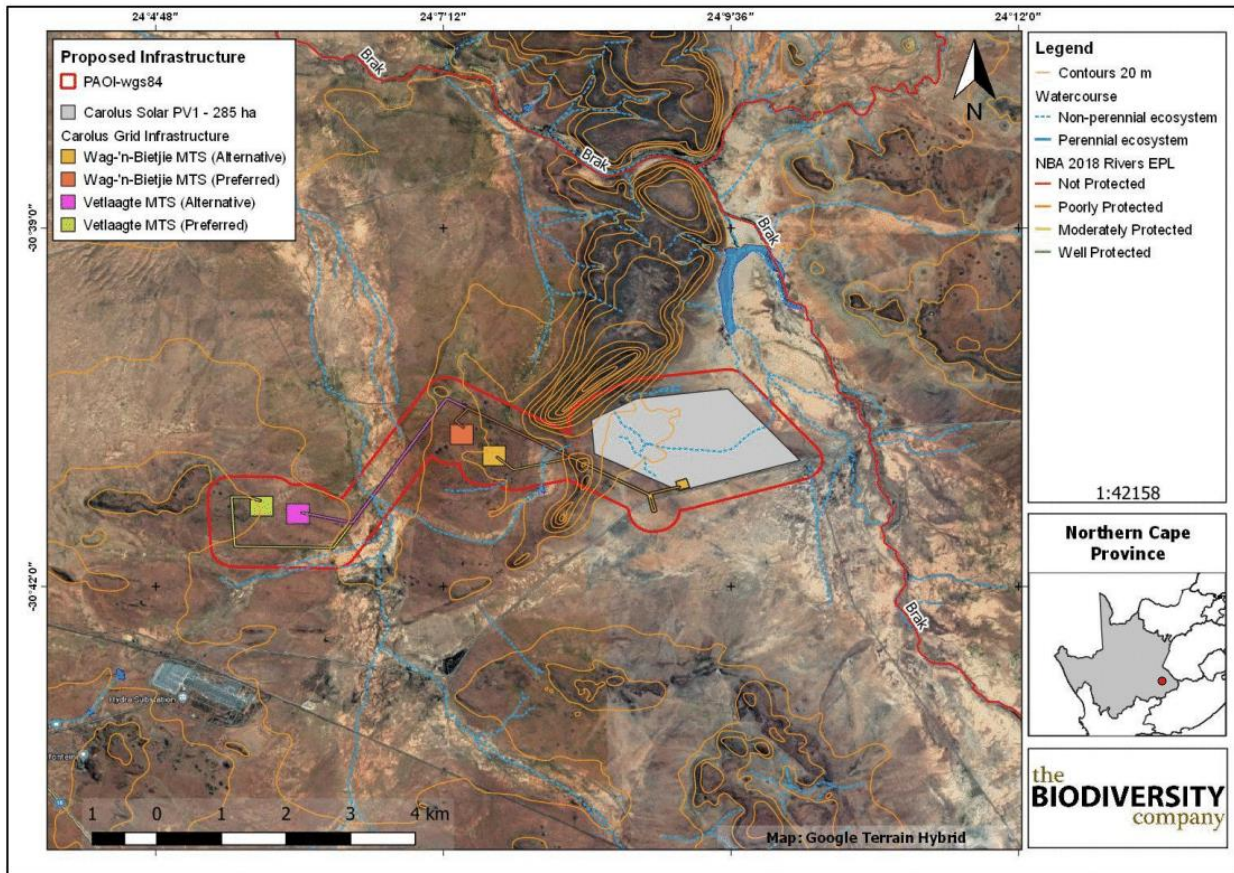 24°4'48"
24°7'12"
24°9'36"
24°12'0"
-30°39'0"
-30°42'0"
Proposed Infrastructure
PAOI-wgs84
Carolus Solar PV1 - 285 ha
Carolus Grid Infrastructure
Wag-'n-Bietjie MTS (Alternative)
Wag-'n-Bietjie MTS (Preferred)
Vetlaagte MTS (Alternative)
Vetlaagte MTS (Preferred)
Brak
Brak
Brak
Brak
Brak
N
Hydra Substation
1 0 1 2 3 4 km
Map: Google Terrain Hybrid
Legend
Contours 20 m
Watercourse
Non-perennial ecosystem
Perennial ecosystem
NBA 2018 Rivers EPL
Not Protected
Poorly Protected
Moderately Protected
Well Protected
1:42158
Northern Cape
Province
the
BIODIVERSITY
company